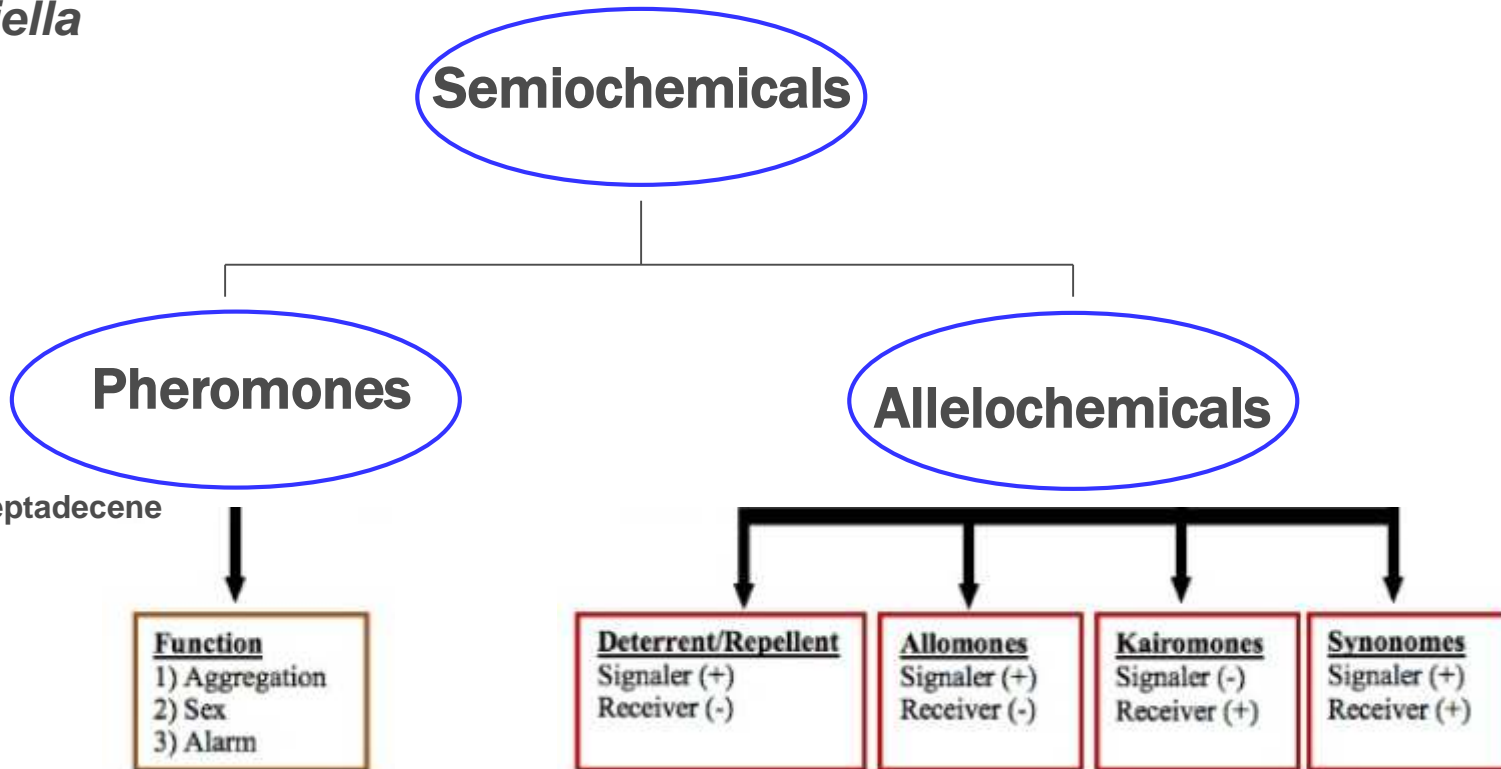 iella
Semiochemicals
Pheromones
Allelochemicals
eptadecene
Function
1) Aggregation
2) Sex
3) Alarm
Deterrent/Repellent
Signaler (+)
Receiver (-)
Allomones
Signaler (+)
Receiver (-)
Kairomones
Signaler (-)
Receiver (+)
Synonomes
Signaler (+)
Receiver (+)